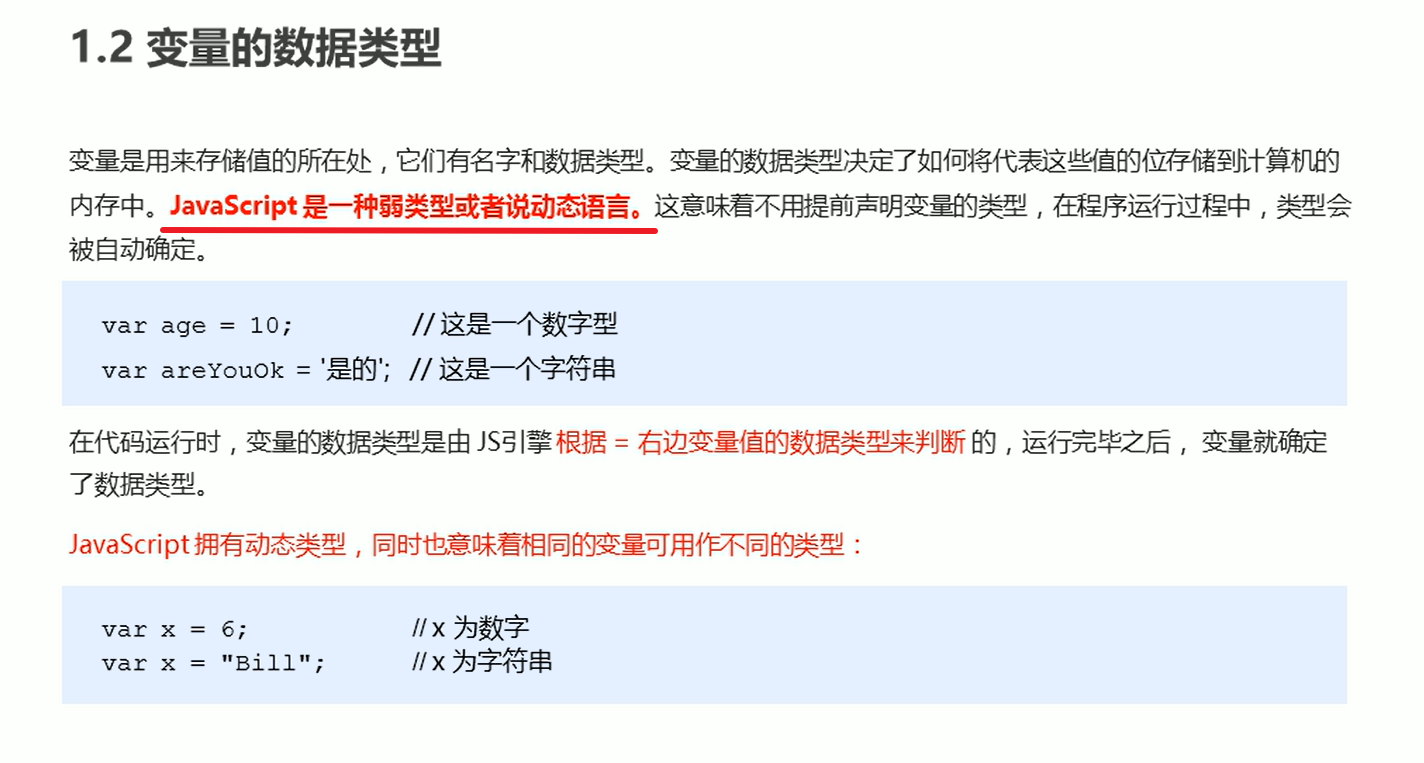 1.2 变量的数据类型
变量是用来存储值的所在处，它们有名字和数据类型。变量的数据类型决定了如何将代表这些值的位存储到计算机的
内存中。JavaScript 是一种弱类型或者说动态语言。这意味着不用提前声明变量的类型，在程序运行过程中，类型会
被自动确定。
var age = 10; // 这是一个数字型
var areYouOk = '是的'; // 这是一个字符串
在代码运行时，变量的数据类型是由 JS引擎 根据 = 右边变量值的数据类型来判断 的，运行完毕之后， 变量就确定
了数据类型。
JavaScript 拥有动态类型，同时也意味着相同的变量可用作不同的类型：
var x = 6; // x 为数字
var x = "Bill"; // x 为字符串